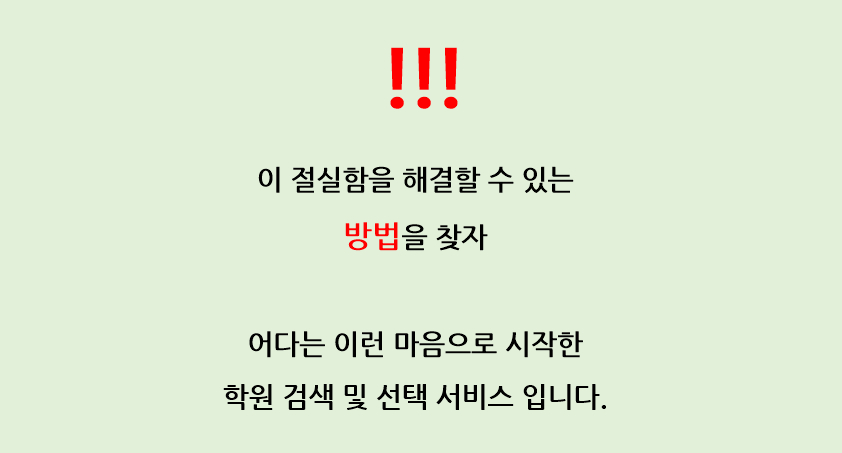 !!!
이 절실함을 해결할 수 있는
방법을 찾자
어다는 이런 마음으로 시작한
학원 검색 및 선택 서비스 입니다.